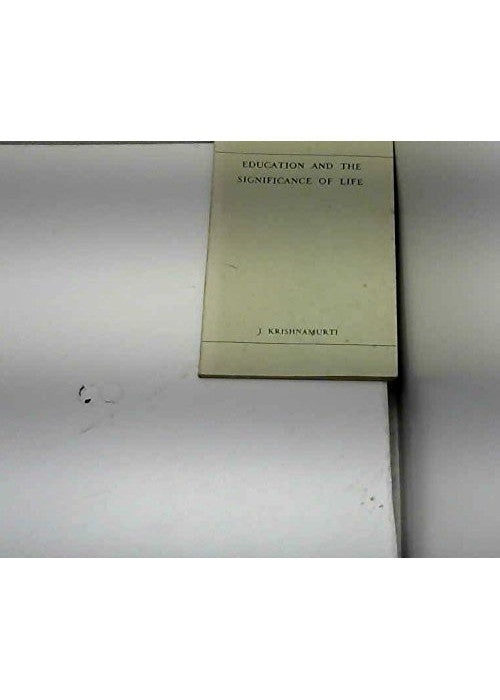 EDUCATION AND THE
SIGNIFICANCE OF LIFE
J KRISHNAMURTI